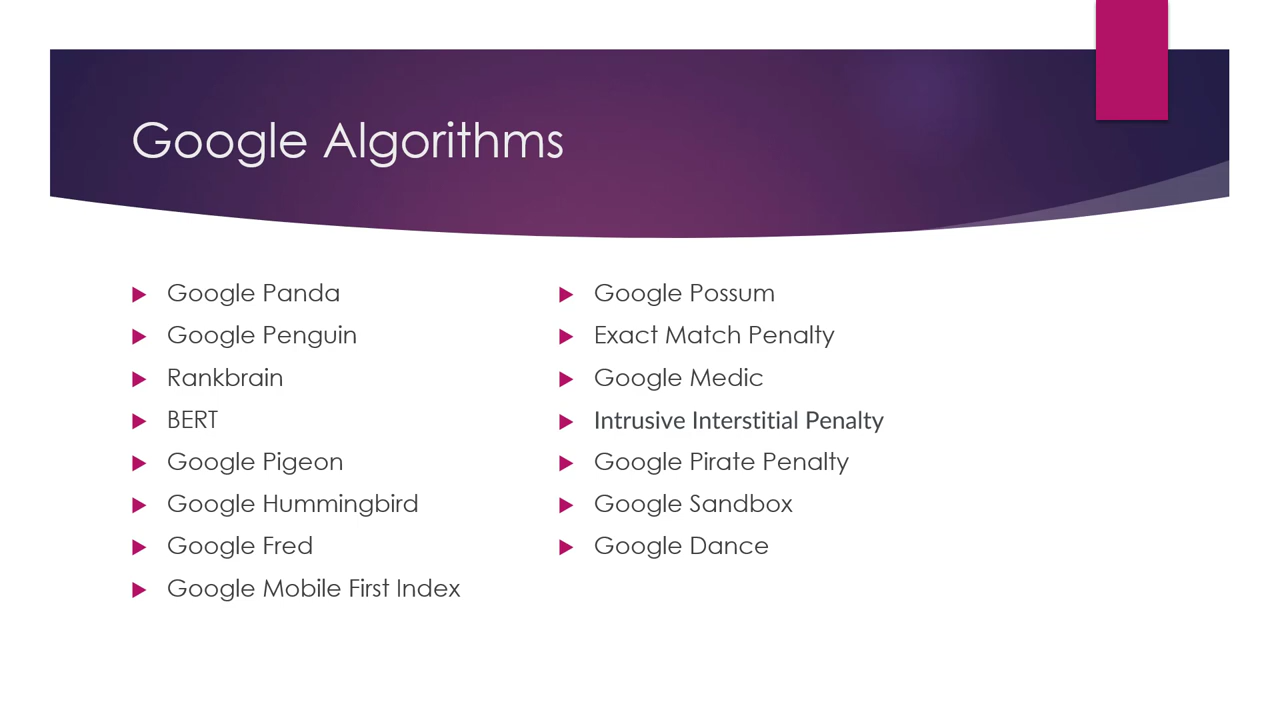 Google Algorithms
Google Panda
Google Penguin
Rankbrain
BERT
Google Pigeon
Google Hummingbird
Google Fred
Google Mobile First Index
Google Possum
Exact Match Penalty
Google Medic
Intrusive Interstitial Penalty
Google Pirate Penalty
Google Sandbox
Google Dance